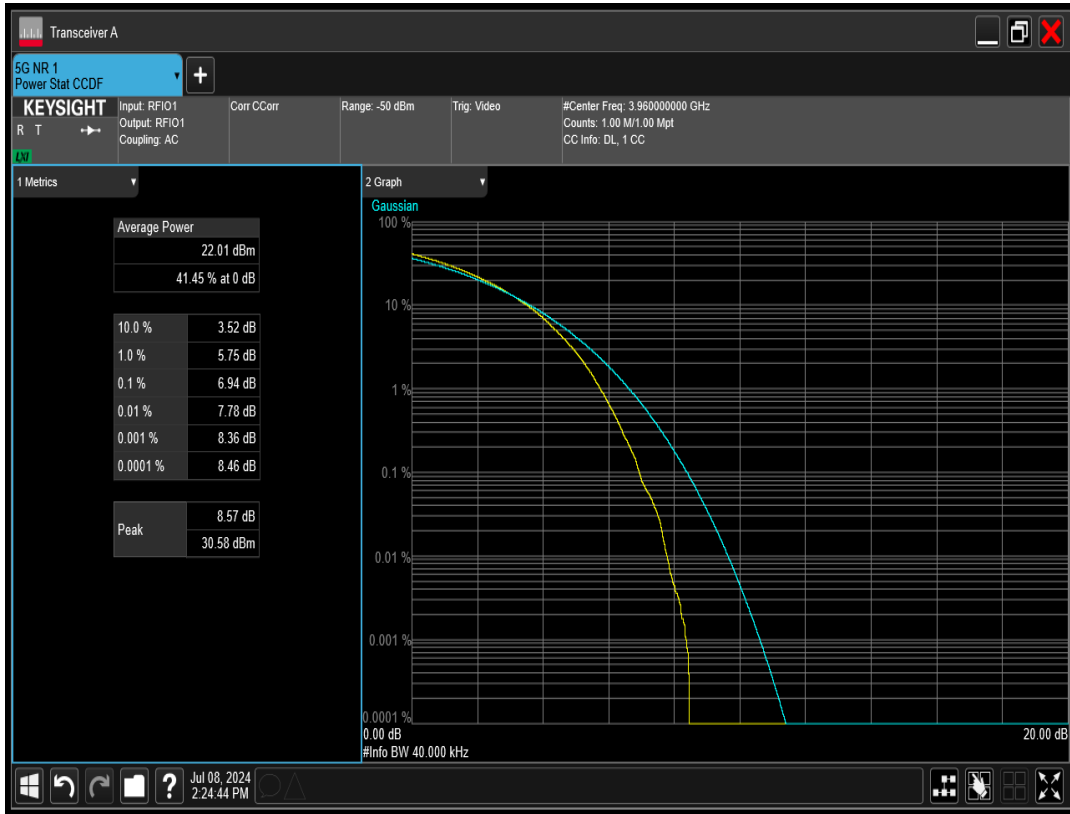 Transceiver A
5G NR 1
Power Stat CCDF
+
KEYSIGHT
R T
LXI
Input: RFIO1
Output: RFIO1
Coupling: AC
Corr CCorr
Range: -50 dBm
Trig: Video
#Center Freq: 3.960000000 GHz
Counts: 1.00 M/1.00 Mpt
CC Info: DL, 1 CC
1 Metrics
Average Power
22.01 dBm
41.45 % at 0 dB
10.0 % 3.52 dB
1.0 % 5.75 dB
0.1 % 6.94 dB
0.01 % 7.78 dB
0.001 % 8.36 dB
0.0001 % 8.46 dB
Peak 8.57 dB
30.58 dBm
2 Graph
Gaussian
100 %
10 %
1 %
0.1 %
0.01 %
0.001 %
0.0001 %
0.00 dB 20.00 dB
#Info BW 40.000 kHz
?
Jul 08, 2024
2:24:44 PM